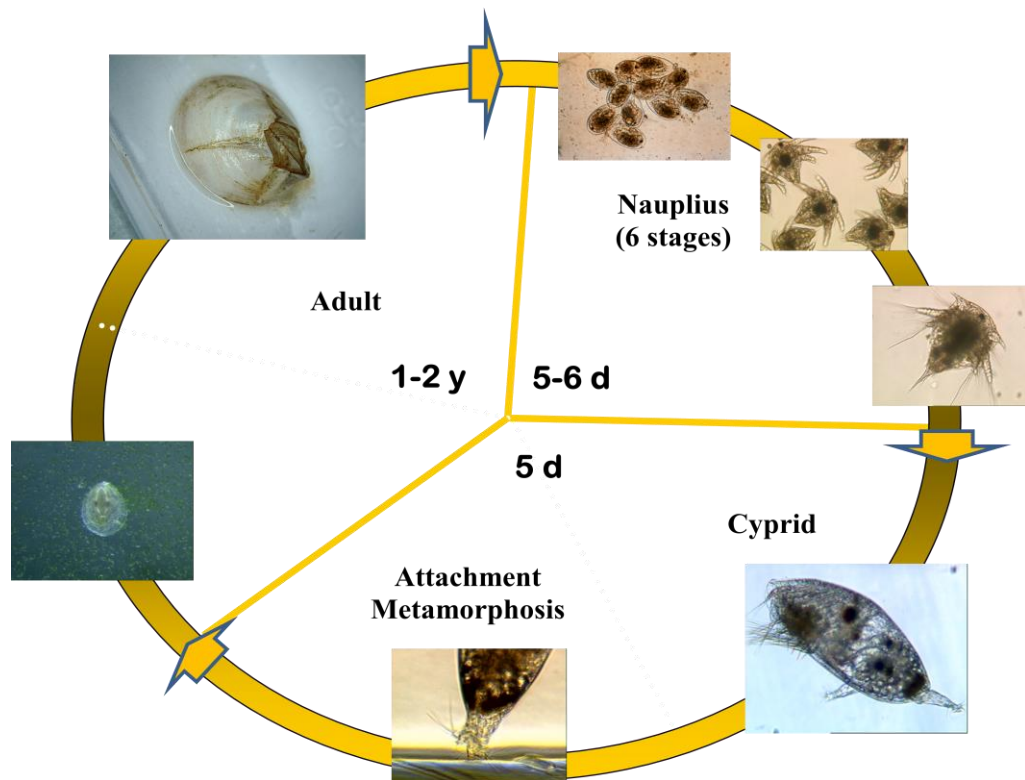 Nauplius
(6 stages)
Adult
1-2 y
5-6 d
5 d
Cyprid
Attachment
Metamorphosis